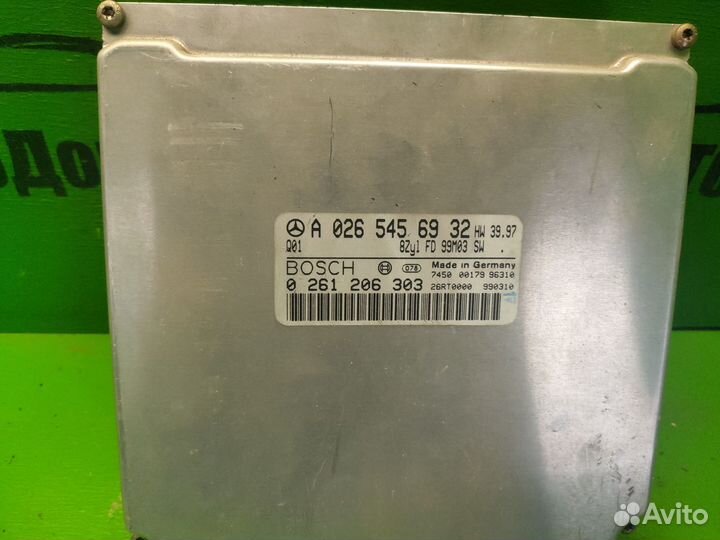 A 026 545 69 32 HW 39.97
Q01 8Zyl FD 99M03 SW .
BOSCH 078 Made in Germany
7450 00179 96310
0 261 206 303 26RT0000 990310
Avito